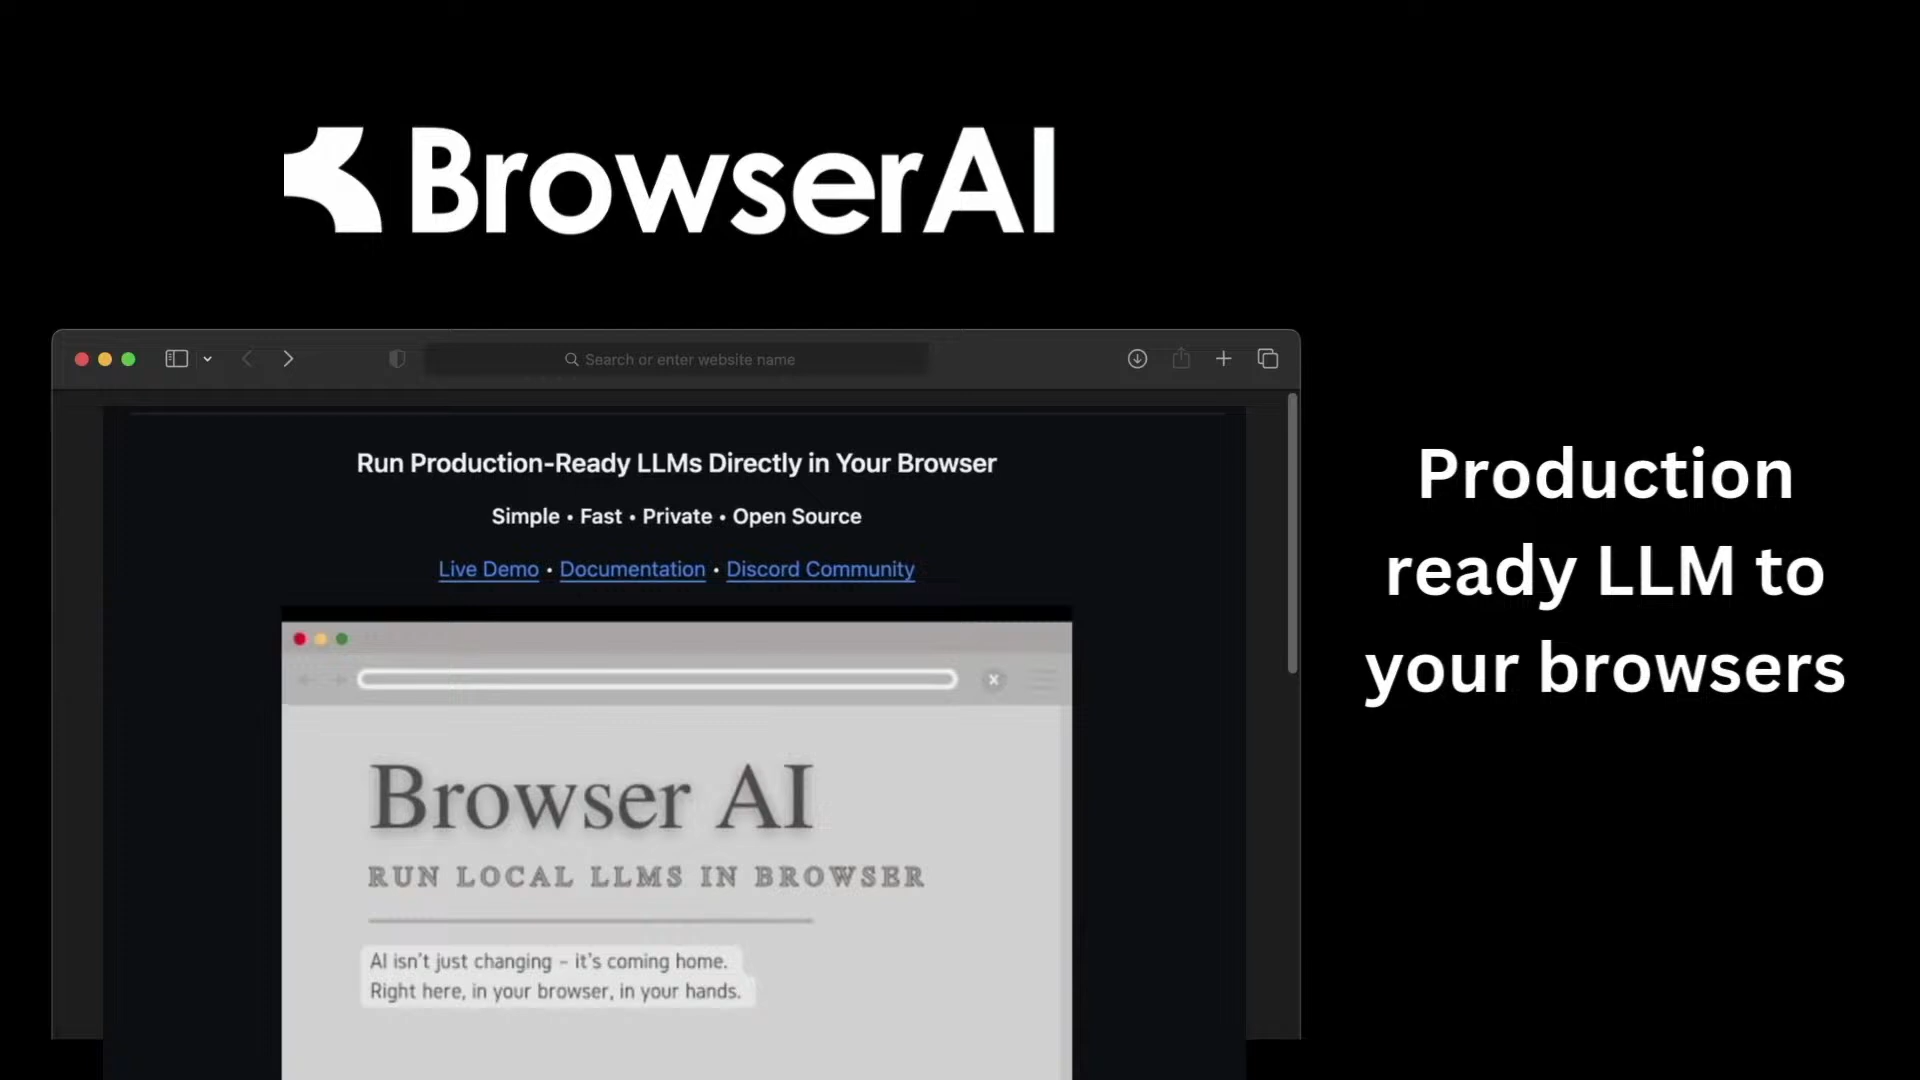 BrowserAI
Search or enter website name
Run Production-Ready LLMs Directly in Your Browser
Simple • Fast • Private • Open Source
Live Demo • Documentation • Discord Community
Browser AI
RUN LOCAL LLMS IN BROWSER
AI isn't just changing – it's coming home.
Right here, in your browser, in your hands.
Production
ready LLM to
your browsers